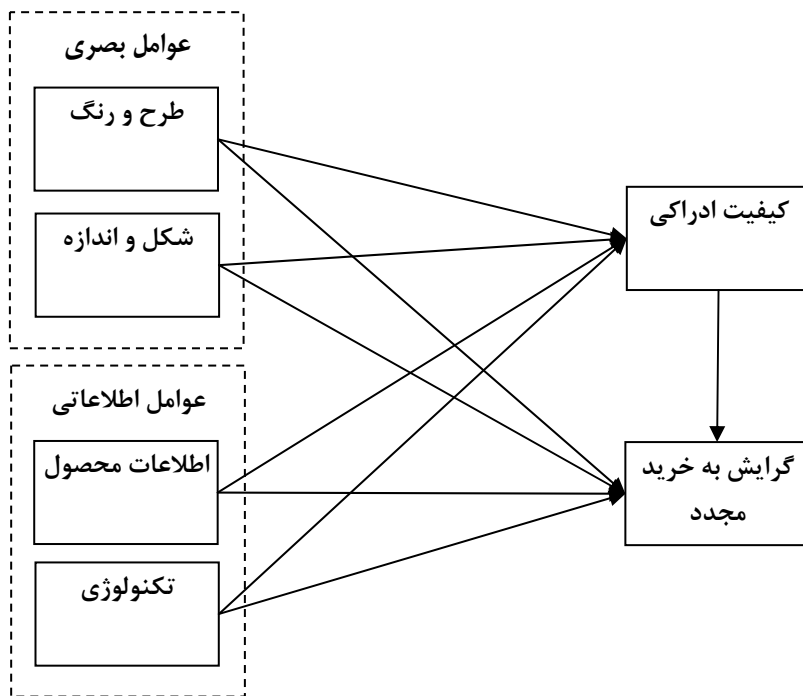 عوامل بصری
طرح و رنگ
شکل و اندازه
عوامل اطلاعاتی
اطلاعات محصول
تکنولوژی
کیفیت ادراکی
گرایش به خرید
مجدد